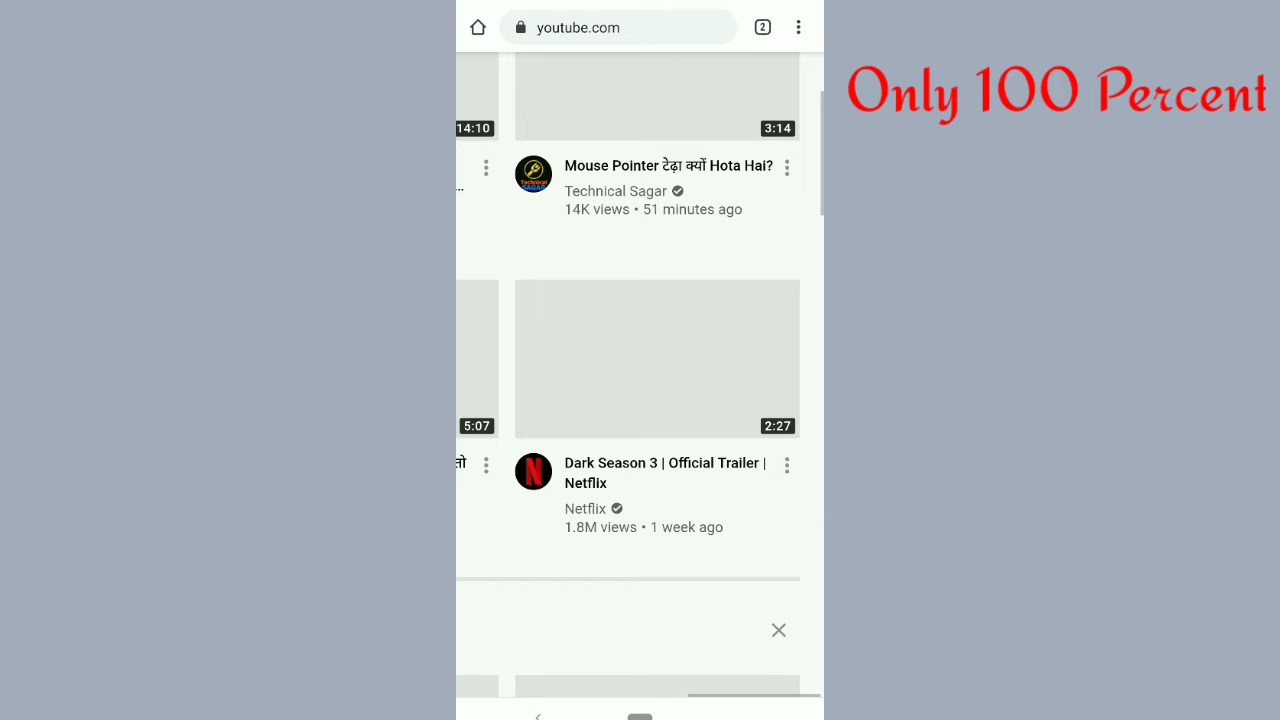 youtube.com
2
Only 100 Percent
14:10
3:14
Mouse Pointer टेढ़ा क्यों Hota Hai?
...
Technical Sagar
14K views • 51 minutes ago
5:07
2:27
तो
Dark Season 3 | Official Trailer |
Netflix
Netflix
1.8M views • 1 week ago